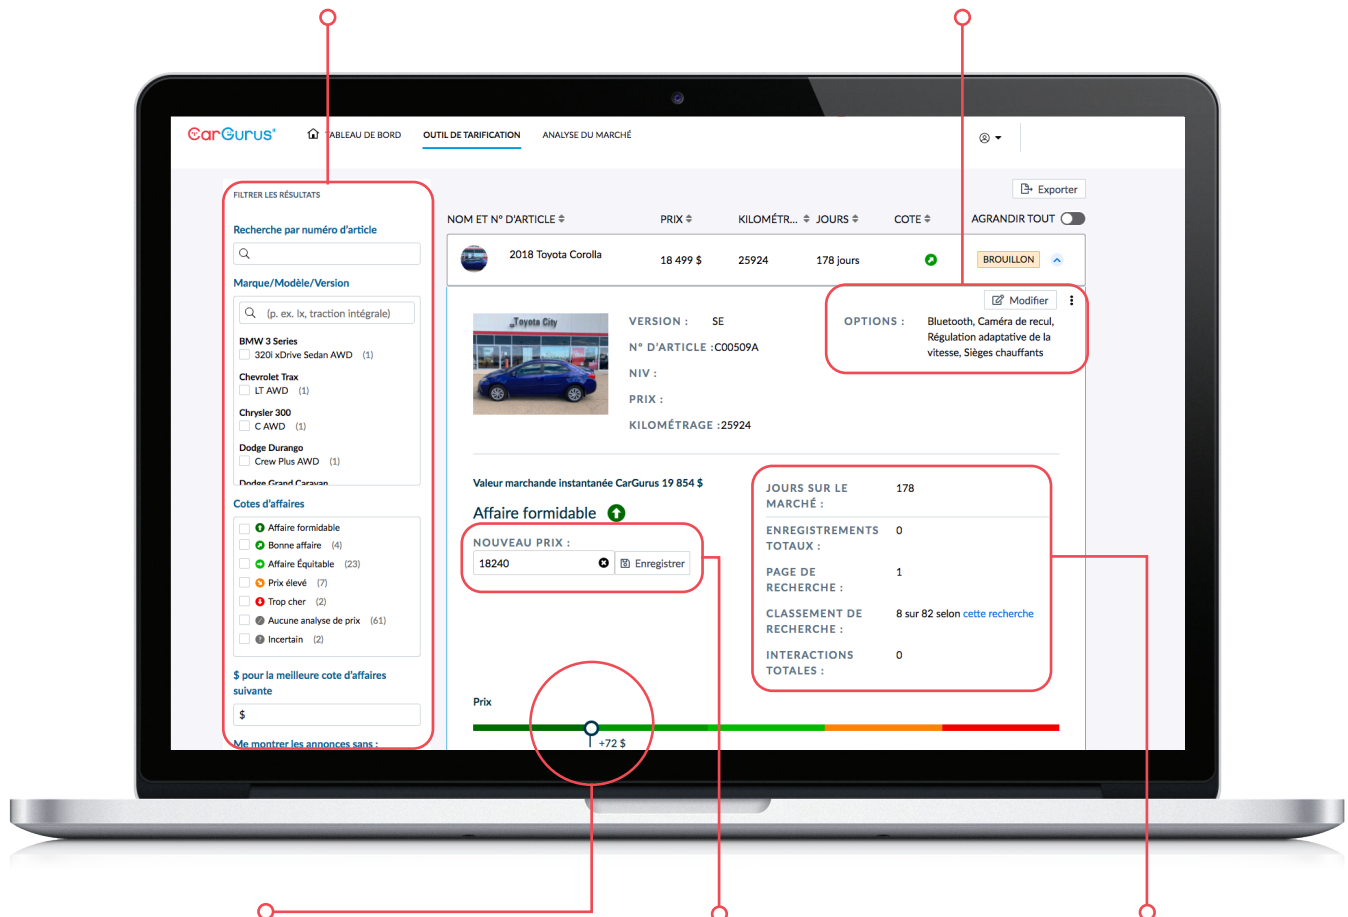 CarGurus
TABLEAU DE BORD
OUTIL DE TARIFICATION
ANALYSE DU MARCHÉ
FILTRER LES RÉSULTATS
Recherche par numéro d'article
Marque/Modèle/Version
(p. ex. lx, traction intégrale)
BMW 3 Series
320i xDrive Sedan AWD (1)
Chevrolet Trax
LT AWD (1)
Chrysler 300
C AWD (1)
Dodge Durango
Crew Plus AWD (1)
Dodge Grand Caravan
Cotes d'affaires
Affaire formidable
Bonne affaire (4)
Affaire Équitable (23)
Prix élevé (7)
Trop cher (2)
Aucune analyse de prix (61)
Incertain (2)
$ pour la meilleure cote d'affaires
suivante
$
Me montrer les annonces sans :
Exporter
NOM ET N° D'ARTICLE
PRIX
KILOMÉTR...
JOURS
COTE
AGRANDIR TOUT
2018 Toyota Corolla
18 499 $
25924
178 jours
BROUILLON
Modifier
Toyota City
VERSION : SE
N° D'ARTICLE :C00509A
NIV :
PRIX :
KILOMÉTRAGE :25924
OPTIONS : Bluetooth, Caméra de recul,
Régulation adaptative de la
vitesse, Sièges chauffants
Valeur marchande instantanée CarGurus 19 854 $
Affaire formidable
NOUVEAU PRIX :
18240
Enregistrer
JOURS SUR LE 178
MARCHÉ :
ENREGISTREMENTS 0
TOTAUX :
PAGE DE 1
RECHERCHE :
CLASSEMENT DE 8 sur 82 selon cette recherche
RECHERCHE :
INTERACTIONS 0
TOTALES :
Prix
+72 $